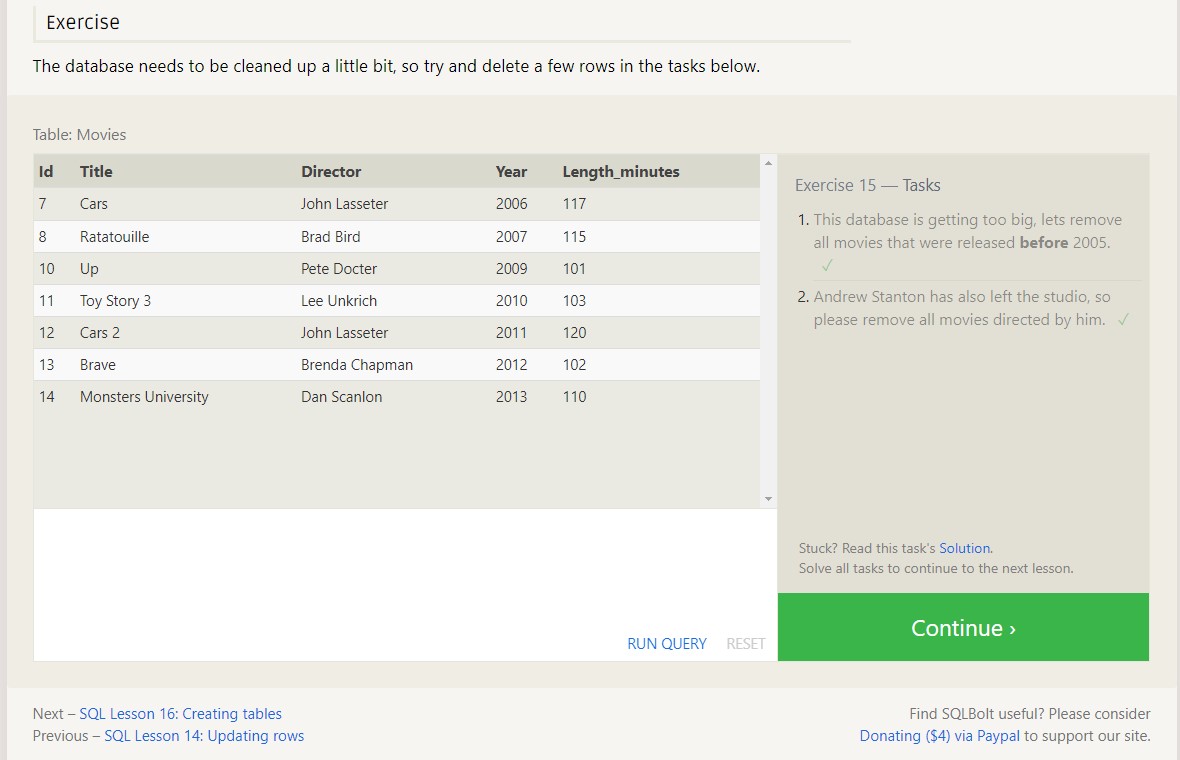 Exercise
The database needs to be cleaned up a little bit, so try and delete a few rows in the tasks below.
Table: Movies
Id Title Director Year Length_minutes
7 Cars John Lasseter 2006 117
8 Ratatouille Brad Bird 2007 115
10 Up Pete Docter 2009 101
11 Toy Story 3 Lee Unkrich 2010 103
12 Cars 2 John Lasseter 2011 120
13 Brave Brenda Chapman 2012 102
14 Monsters University Dan Scanlon 2013 110
RUN QUERY RESET
Exercise 15 — Tasks
1. This database is getting too big, lets remove
all movies that were released before 2005.
✓
2. Andrew Stanton has also left the studio, so
please remove all movies directed by him. ✓
Stuck? Read this task's Solution.
Solve all tasks to continue to the next lesson.
Continue ›
Next – SQL Lesson 16: Creating tables
Previous – SQL Lesson 14: Updating rows
Find SQLBolt useful? Please consider
Donating ($4) via Paypal to support our site.